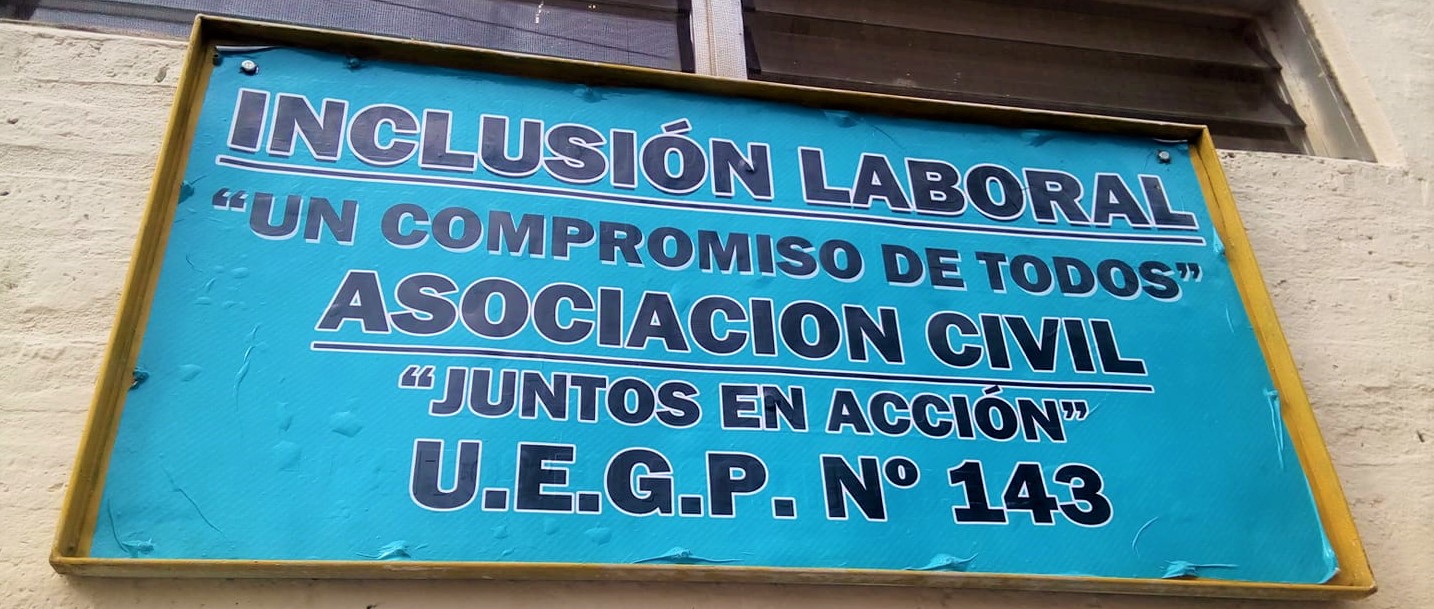 INCLUSIÓN LABORAL
“UN COMPROMISO DE TODOS”
ASOCIACION CIVIL
“JUNTOS EN ACCIÓN”
U.E.G.P. Nº 143